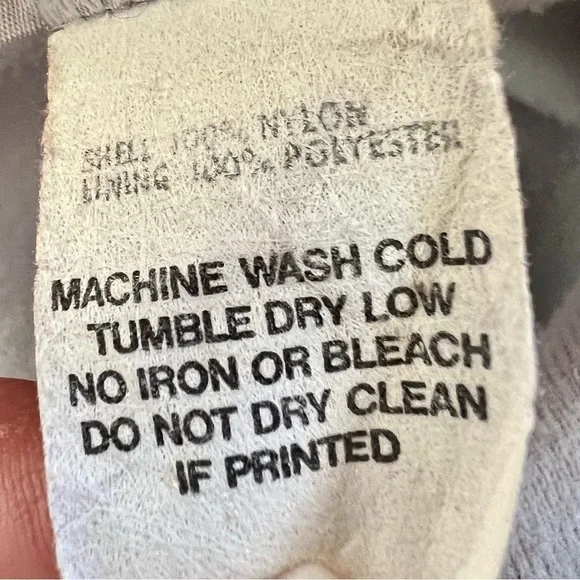 SHELL 100% NYLON
LINING 100% POLYESTER
MACHINE WASH COLD
TUMBLE DRY LOW
NO IRON OR BLEACH
DO NOT DRY CLEAN
IF PRINTED